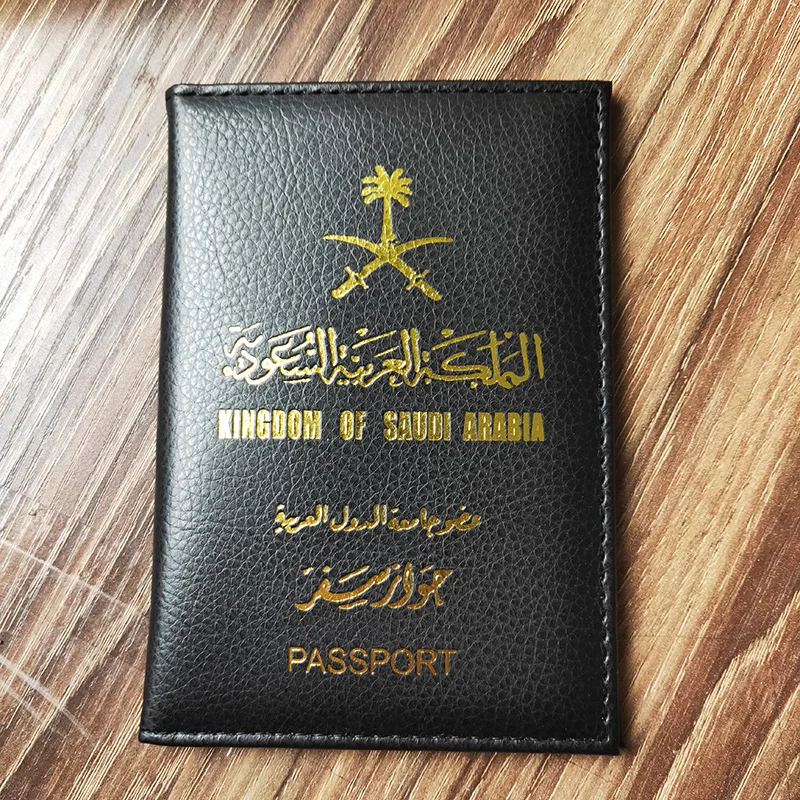 المملكة العربية السعودية
KINGDOM OF SAUDI ARABIA
عضو جامعة الدول العربية
جواز سفر
PASSPORT